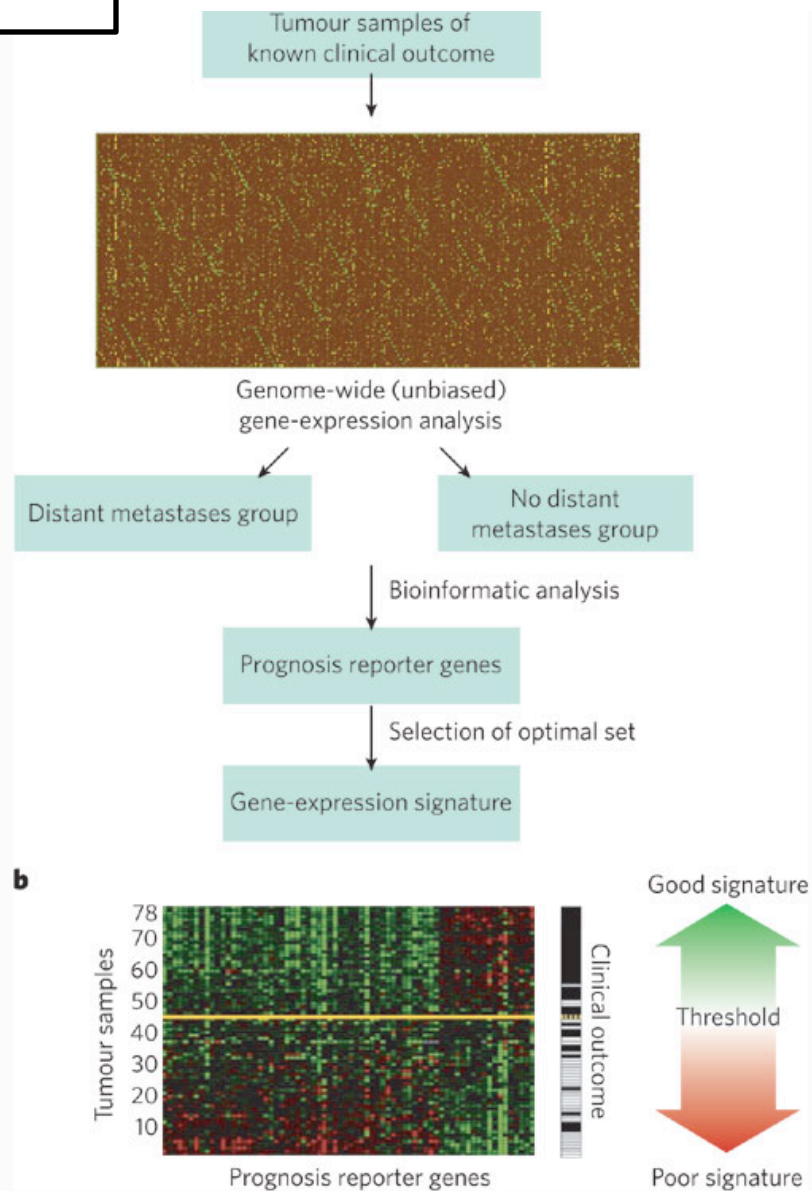 Tumour samples of
known clinical outcome
Genome-wide (unbiased)
gene-expression analysis
Distant metastases group
No distant
metastases group
Bioinformatic analysis
Prognosis reporter genes
Selection of optimal set
Gene-expression signature
b
Good signature
78
70
60
50
40
30
20
10
Tumour samples
Clinical outcome
Threshold
Prognosis reporter genes
Poor signature